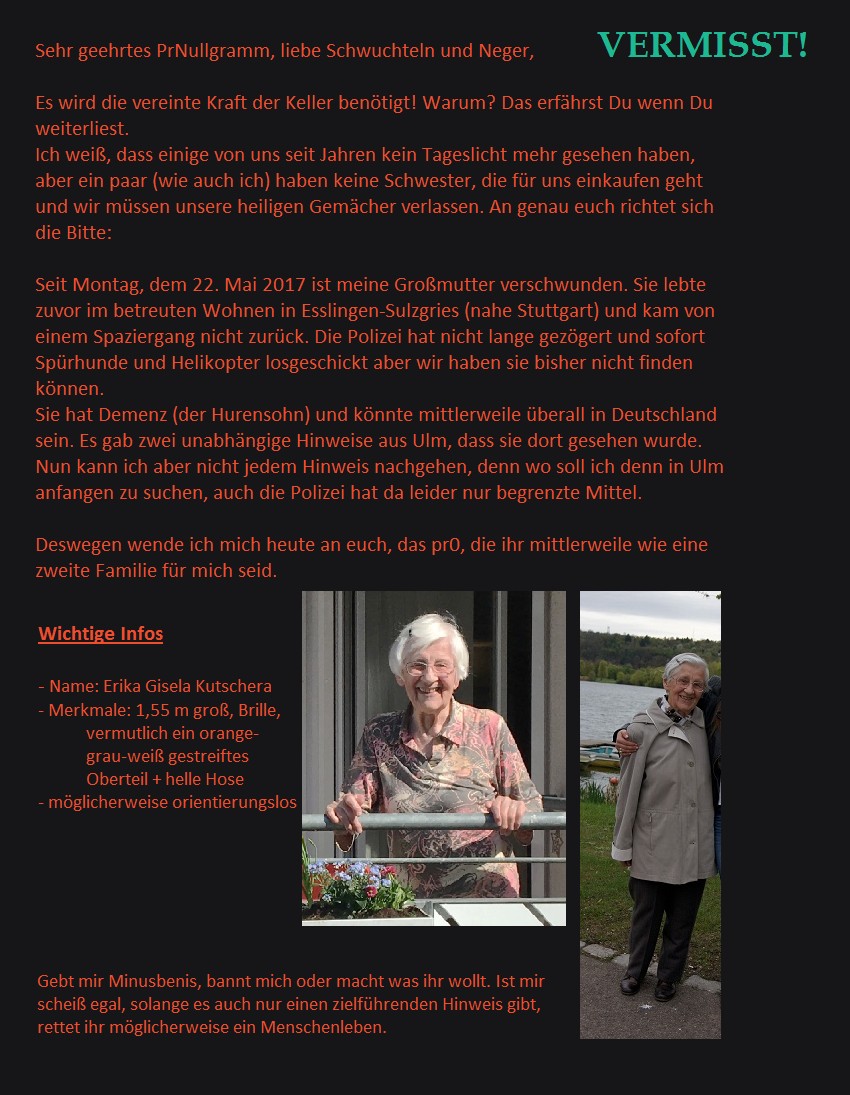 VERMISST!
Sehr geehrtes PrNullgramm, liebe Schwuchteln und Neger,
Es wird die vereinte Kraft der Keller benötigt! Warum? Das erfährst Du wenn Du
weiterliest.
Ich weiß, dass einige von uns seit Jahren kein Tageslicht mehr gesehen haben,
aber ein paar (wie auch ich) haben keine Schwester, die für uns einkaufen geht
und wir müssen unsere heiligen Gemächer verlassen. An genau euch richtet sich
die Bitte:
Seit Montag, dem 22. Mai 2017 ist meine Großmutter verschwunden. Sie lebte
zuvor im betreuten Wohnen in Esslingen-Sulzgries (nahe Stuttgart) und kam von
einem Spaziergang nicht zurück. Die Polizei hat nicht lange gezögert und sofort
Spürhunde und Helikopter losgeschickt aber wir haben sie bisher nicht finden
können.
Sie hat Demenz (der Hurensohn) und könnte mittlerweile überall in Deutschland
sein. Es gab zwei unabhängige Hinweise aus Ulm, dass sie dort gesehen wurde.
Nun kann ich aber nicht jedem Hinweis nachgehen, denn wo soll ich denn in Ulm
anfangen zu suchen, auch die Polizei hat da leider nur begrenzte Mittel.
Deswegen wende ich mich heute an euch, das pr0, die ihr mittlerweile wie eine
zweite Familie für mich seid.
Wichtige Infos
- Name: Erika Gisela Kutschera
- Merkmale: 1,55 m groß, Brille,
vermutlich ein orange-
grau-weiß gestreiftes
Oberteil + helle Hose
- möglicherweise orientierungslos
Gebt mir Minusbenis, bannt mich oder macht was ihr wollt. Ist mir
scheiß egal, solange es auch nur einen zielführenden Hinweis gibt,
rettet ihr möglicherweise ein Menschenleben.